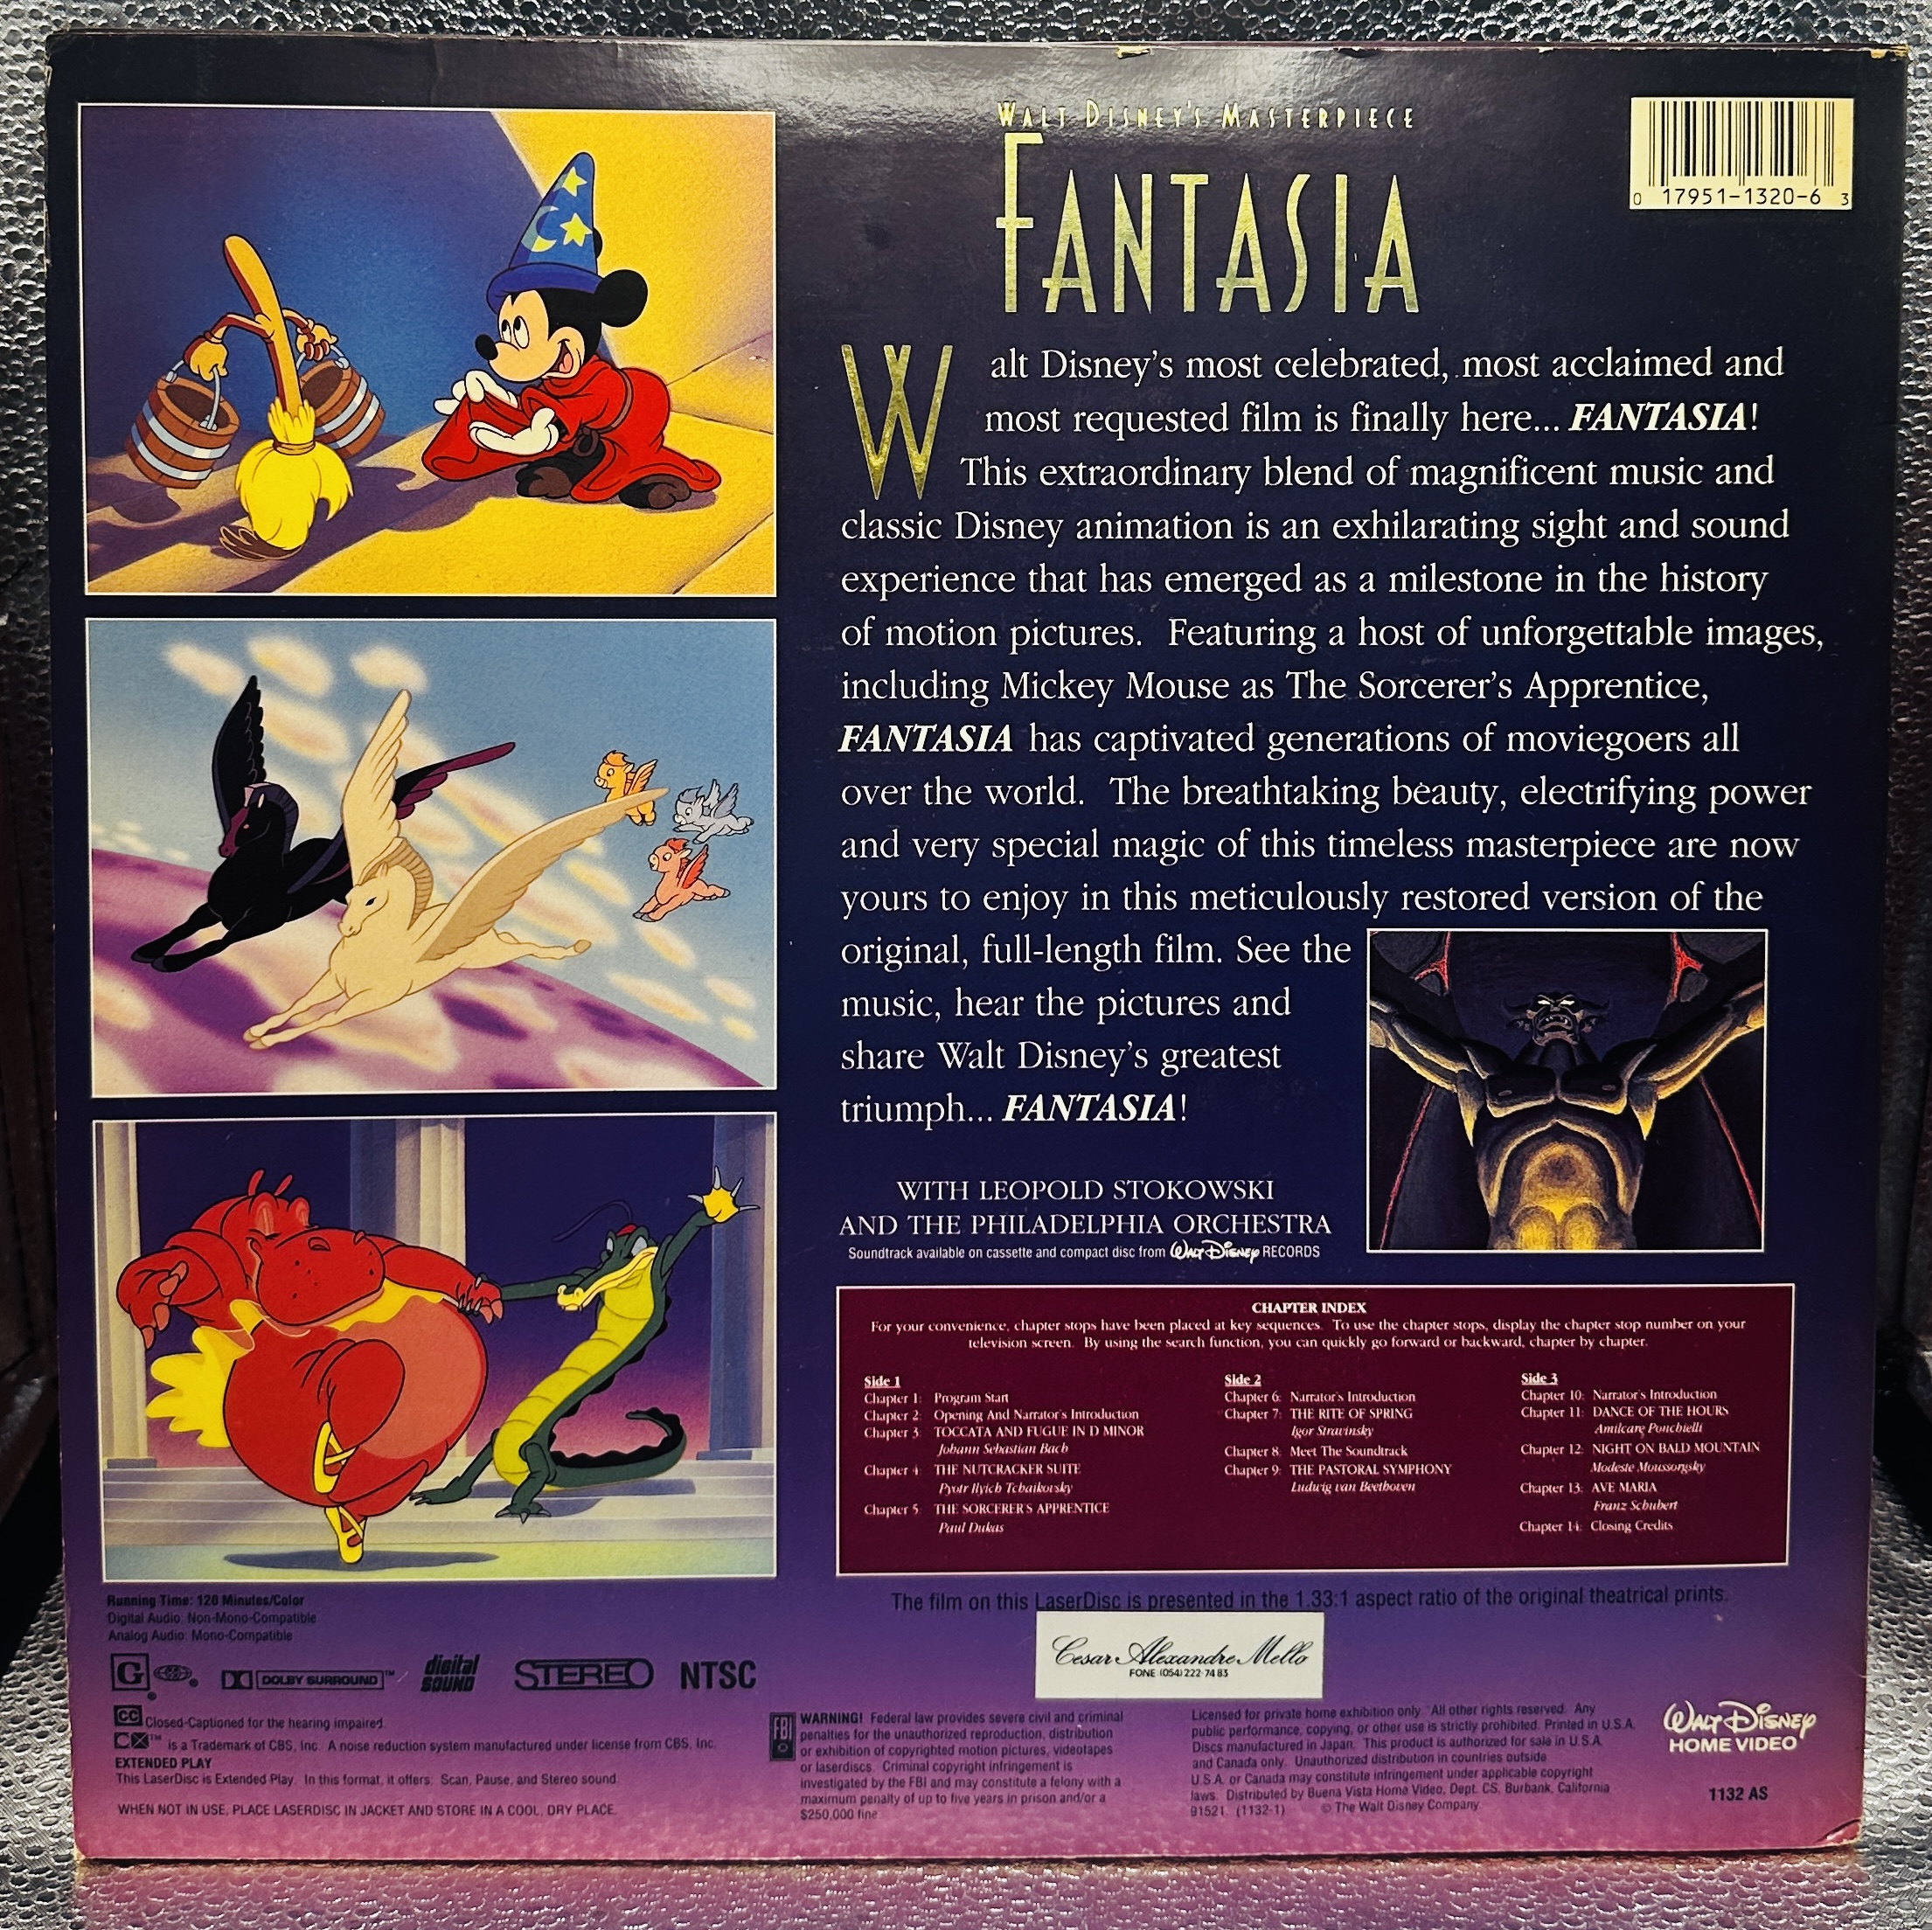 WALT DISNEY'S MASTERPIECE
FANTASIA
0 17951-1320-6 3
Walt Disney's most celebrated, most acclaimed and
most requested film is finally here... FANTASIA!
This extraordinary blend of magnificent music and
classic Disney animation is an exhilarating sight and sound
experience that has emerged as a milestone in the history
of motion pictures. Featuring a host of unforgettable images,
including Mickey Mouse as The Sorcerer's Apprentice,
FANTASIA has captivated generations of moviegoers all
over the world. The breathtaking beauty, electrifying power
and very special magic of this timeless masterpiece are now
yours to enjoy in this meticulously restored version of the
original, full-length film. See the
music, hear the pictures and
share Walt Disney's greatest
triumph... FANTASIA!
WITH LEOPOLD STOKOWSKI
AND THE PHILADELPHIA ORCHESTRA
Soundtrack available on cassette and compact disc from Walt Disney RECORDS
CHAPTER INDEX
For your convenience, chapter stops have been placed at key sequences. To use the chapter stops, display the chapter stop number on your
television screen. By using the search function, you can quickly go forward or backward, chapter by chapter.
Side 1
Chapter 1: Program Start
Chapter 2: Opening And Narrator's Introduction
Chapter 3: TOCCATA AND FUGUE IN D MINOR
Johann Sebastian Bach
Chapter 4: THE NUTCRACKER SUITE
Pyotr Ilyich Tchaikovsky
Chapter 5: THE SORCERER'S APPRENTICE
Paul Dukas
Side 2
Chapter 6: Narrator's Introduction
Chapter 7: THE RITE OF SPRING
Igor Stravinsky
Chapter 8: Meet The Soundtrack
Chapter 9: THE PASTORAL SYMPHONY
Ludwig van Beethoven
Side 3
Chapter 10: Narrator's Introduction
Chapter 11: DANCE OF THE HOURS
Amilcare Ponchielli
Chapter 12: NIGHT ON BALD MOUNTAIN
Modeste Moussorgsky
Chapter 13: AVE MARIA
Franz Schubert
Chapter 14: Closing Credits
The film on this LaserDisc is presented in the 1.33:1 aspect ratio of the original theatrical prints.
Cesar Alexandre Mello
FONE (054) 222 74 83
Running Time: 120 Minutes/Color
Digital Audio: Non-Mono-Compatible
Analog Audio: Mono-Compatible
G DOLBY SURROUND™ digital SOUND STEREO NTSC
CC Closed-Captioned for the hearing impaired.
CX™ is a Trademark of CBS, Inc. A noise reduction system manufactured under license from CBS, Inc.
EXTENDED PLAY
This LaserDisc is Extended Play. In this format, it offers: Scan, Pause, and Stereo sound.
WHEN NOT IN USE, PLACE LASERDISC IN JACKET AND STORE IN A COOL, DRY PLACE.
FBI
WARNING! Federal law provides severe civil and criminal
penalties for the unauthorized reproduction, distribution
or exhibition of copyrighted motion pictures, videotapes
or laserdiscs. Criminal copyright infringement is
investigated by the FBI and may constitute a felony with a
maximum penalty of up to five years in prison and/or a
$250,000 fine.
Licensed for private home exhibition only. All other rights reserved. Any
public performance, copying, or other use is strictly prohibited. Printed in U.S.A.
Discs manufactured in Japan. This product is authorized for sale in U.S.A.
and Canada only. Unauthorized distribution in countries outside
U.S.A. or Canada may constitute infringement under applicable copyright
laws. Distributed by Buena Vista Home Video, Dept. CS, Burbank, California
91521 (1132-1) © The Walt Disney Company
WALT DISNEY
HOME VIDEO
1132 AS